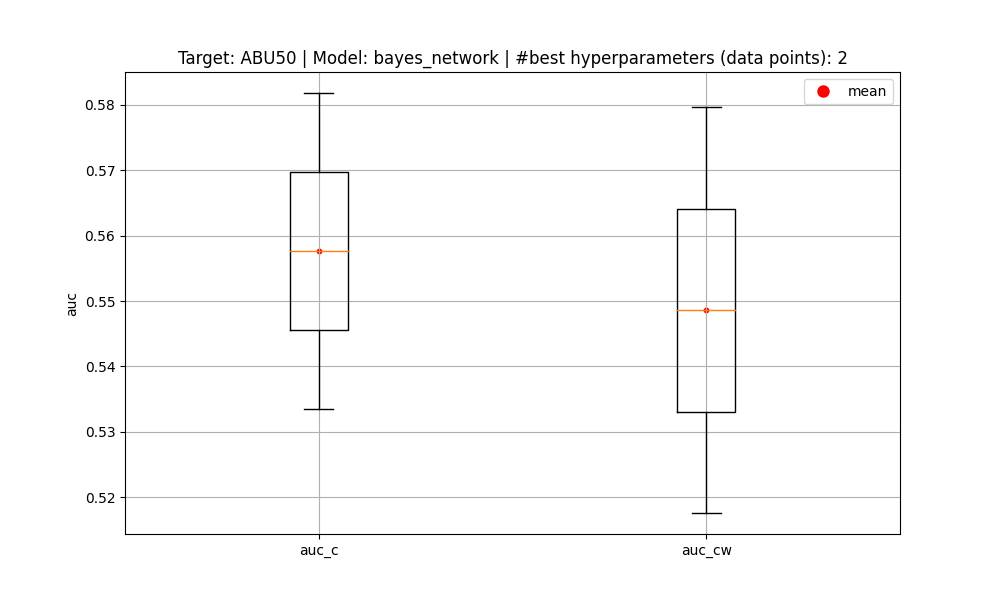 Target: ABU50 | Model: bayes_network | #best hyperparameters (data points): 2
mean
0.58
0.57
0.56
0.55
0.54
0.53
0.52
auc
auc_c
auc_cw